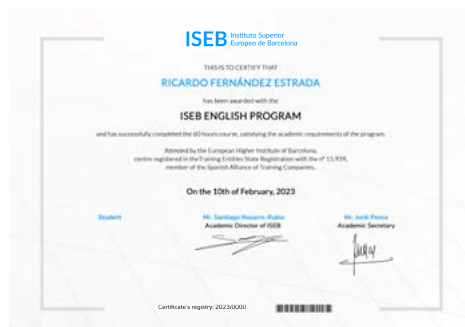 ISEB Instituto Superior
Europeo de Barcelona
THIS IS TO CERTIFY THAT
RICARDO FERNÁNDEZ ESTRADA
has been awarded with the
ISEB ENGLISH PROGRAM
and has successfully completed the 60 hours course, satisfying the academic requirements of the program.
Attested by the European Higher Institute of Barcelona,
centre registered in the Training Entities State Registration with the nº 15.939,
member of the Spanish Alliance of Training Companies.
On the 10th of February, 2023
Student
Mr. Santiago Navarro-Rubio
Mr. Jordi Ponce
Academic Director of ISEB
Academic Secretary
Certificate's registry: 2023/0000